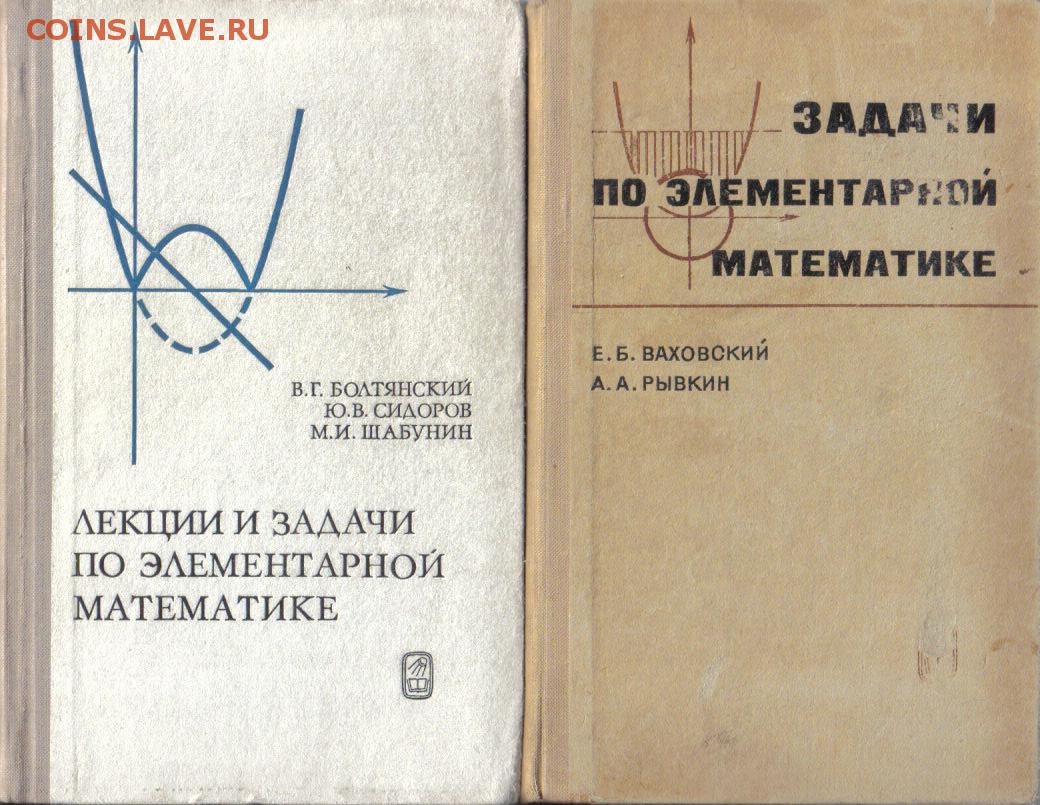 COINS.LAVE.RU
В.Г. БОЛТЯНСКИЙ
Ю.В. СИДОРОВ
М.И. ШАБУНИН
ЛЕКЦИИ И ЗАДАЧИ
ПО ЭЛЕМЕНТАРНОЙ
МАТЕМАТИКЕ
ЗАДАЧИ
ПО ЭЛЕМЕНТАРНОЙ
МАТЕМАТИКЕ
Е.Б. ВАХОВСКИЙ
А.А. РЫВКИН